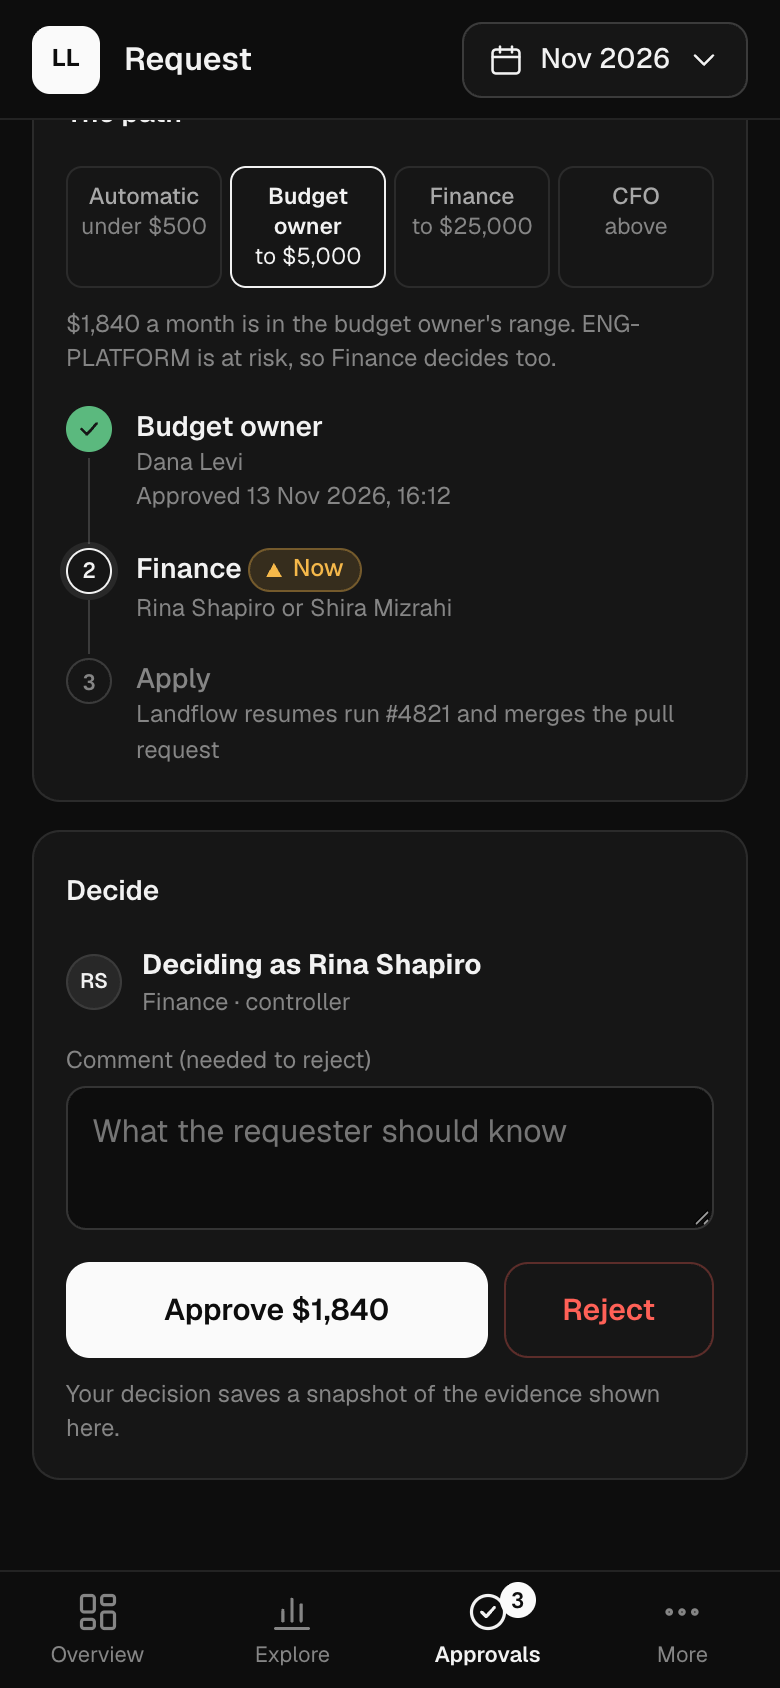 LL
Request
Nov 2026
The path
Automatic
under $500
Budget
owner
to $5,000
Finance
to $25,000
CFO
above
$1,840 a month is in the budget owner's range. ENG-
PLATFORM is at risk, so Finance decides too.
Budget owner
Dana Levi
Approved 13 Nov 2026, 16:12
2
Finance
Now
Rina Shapiro or Shira Mizrahi
3
Apply
Landflow resumes run #4821 and merges the pull
request
Decide
RS
Deciding as Rina Shapiro
Finance · controller
Comment (needed to reject)
What the requester should know
Approve $1,840
Reject
Your decision saves a snapshot of the evidence shown
here.
3
Overview
Explore
Approvals
More